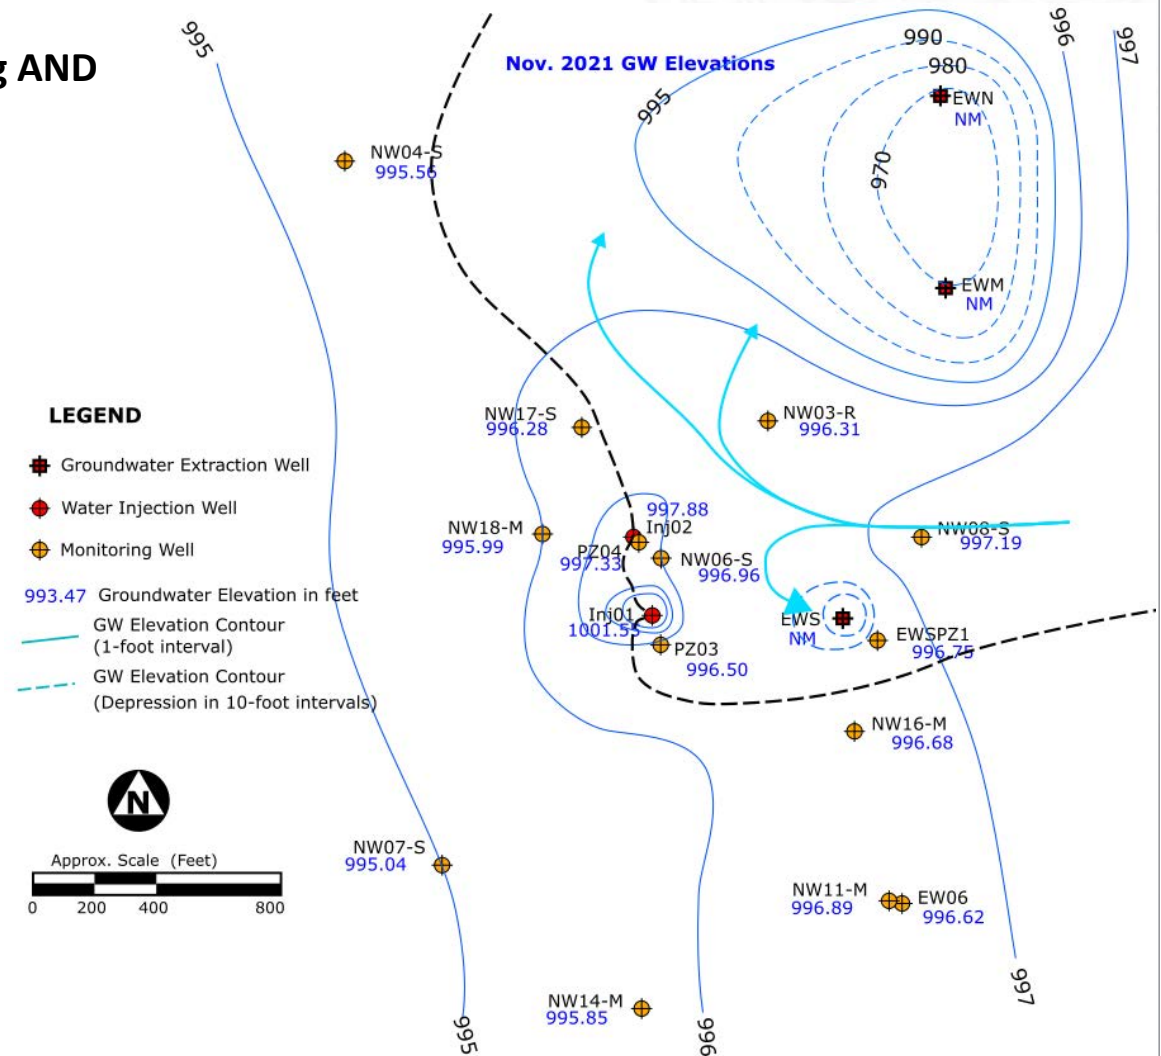 g AND
Nov. 2021 GW Elevations
995
996
997
990
980
995
970
EWN
NM
NW04-S
995.56
EWM
NM
NW17-S
996.28
NW03-R
996.31
NW18-M
995.99
997.88
Inj02
PZ04
997.33
NW06-S
996.96
NW08-S
997.19
Inj01
1001.55
PZ03
996.50
EWS
NM
EWSPZ1
996.75
NW16-M
996.68
LEGEND
Groundwater Extraction Well
Water Injection Well
Monitoring Well
993.47 Groundwater Elevation in feet
GW Elevation Contour
(1-foot interval)
GW Elevation Contour
(Depression in 10-foot intervals)
N
Approx. Scale (Feet)
0 200 400 800
NW07-S
995.04
NW11-M
996.89
EW06
996.62
NW14-M
995.85
995
996
997